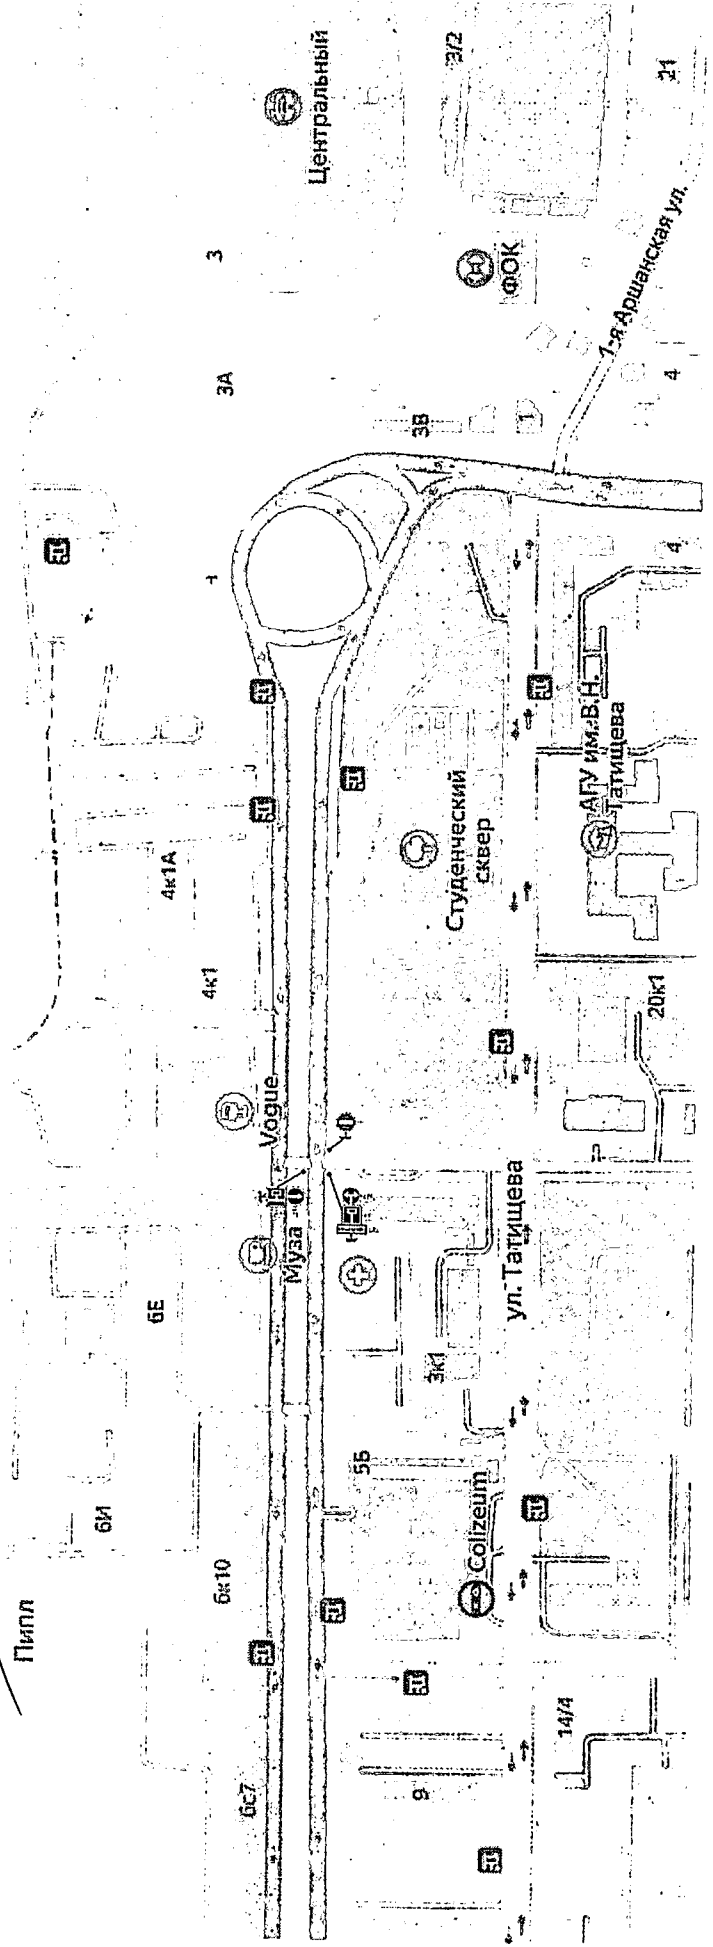 Пипл
6И
6Е
4к1А
4к1
3А
3
Центральный
6с7
6к10
Муза
Vogue
9
5Б
3к1
Студенческий
сквер
3В
ФОК
3/2
Colizeum
ул. Татищева
1
14/4
20к1
АГУ им. В.Н.
Татищева
4
1-я Аршанская ул.
4
21